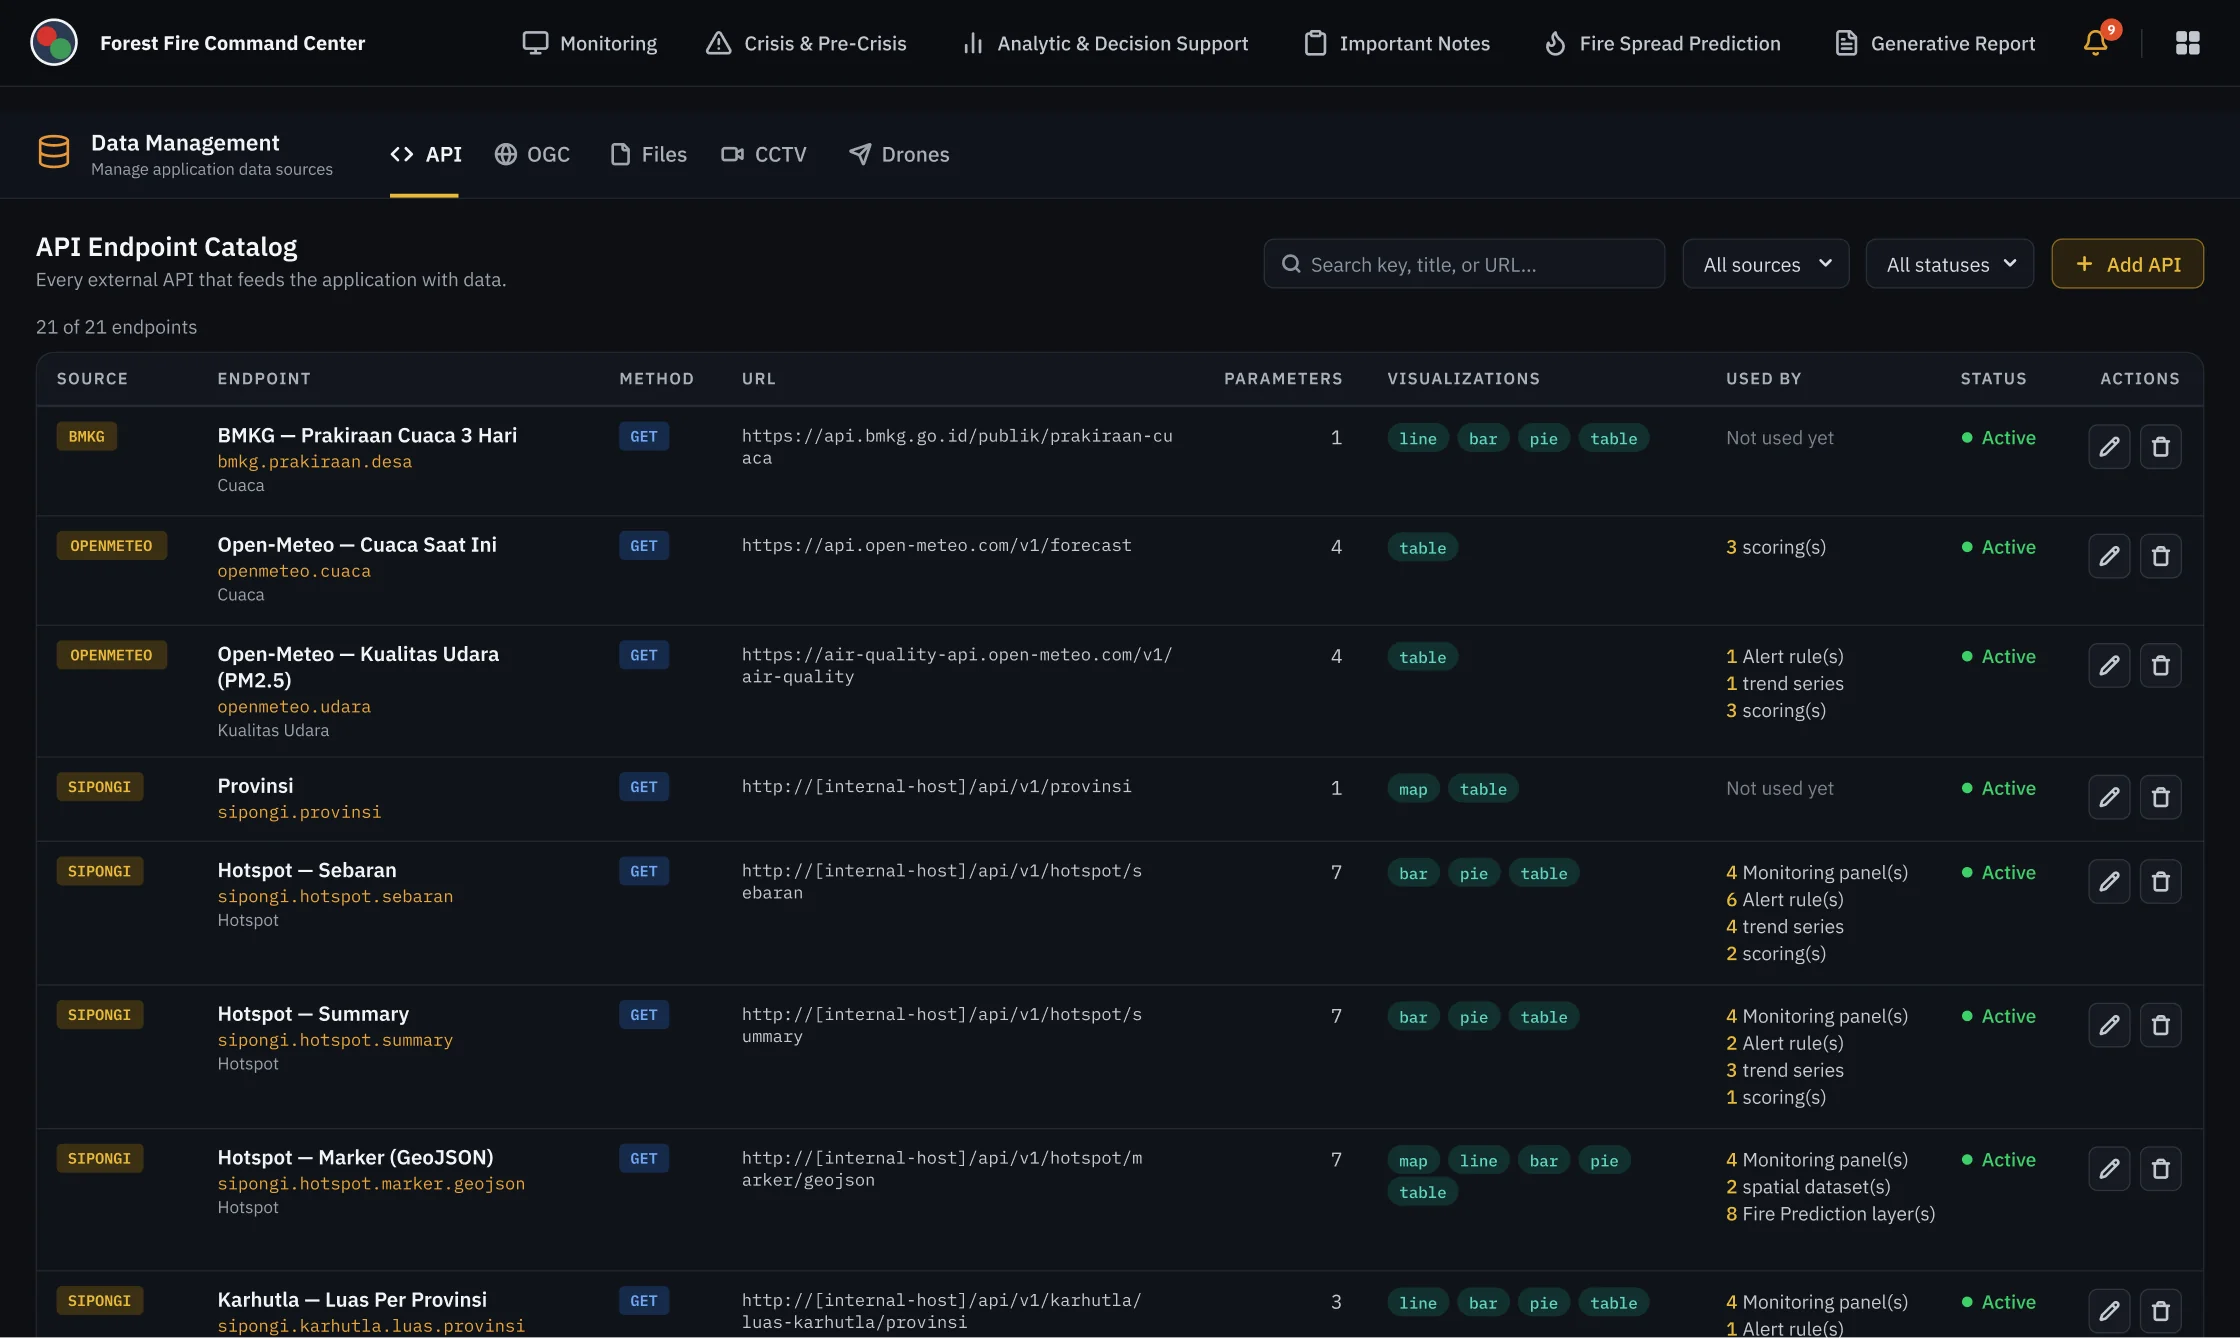 Forest Fire Command Center
Monitoring
Crisis & Pre-Crisis
Analytic & Decision Support
Important Notes
Fire Spread Prediction
Generative Report
9
Data Management
Manage application data sources
API
OGC
Files
CCTV
Drones
API Endpoint Catalog
Every external API that feeds the application with data.
Search key, title, or URL...
All sources
All statuses
+ Add API
21 of 21 endpoints
SOURCE ENDPOINT METHOD URL PARAMETERS VISUALIZATIONS USED BY STATUS ACTIONS
BMKG
BMKG — Prakiraan Cuaca 3 Hari
bmkg.prakiraan.desa
Cuaca
GET
https://api.bmkg.go.id/publik/prakiraan-cu
aca
1
line bar pie table
Not used yet
Active
OPENMETEO
Open-Meteo — Cuaca Saat Ini
openmeteo.cuaca
Cuaca
GET
https://api.open-meteo.com/v1/forecast
4
table
3 scoring(s)
Active
OPENMETEO
Open-Meteo — Kualitas Udara
(PM2.5)
openmeteo.udara
Kualitas Udara
GET
https://air-quality-api.open-meteo.com/v1/
air-quality
4
table
1 Alert rule(s)
1 trend series
3 scoring(s)
Active
SIPONGI
Provinsi
sipongi.provinsi
GET
http://[internal-host]/api/v1/provinsi
1
map table
Not used yet
Active
SIPONGI
Hotspot — Sebaran
sipongi.hotspot.sebaran
Hotspot
GET
http://[internal-host]/api/v1/hotspot/s
ebaran
7
bar pie table
4 Monitoring panel(s)
6 Alert rule(s)
4 trend series
2 scoring(s)
Active
SIPONGI
Hotspot — Summary
sipongi.hotspot.summary
Hotspot
GET
http://[internal-host]/api/v1/hotspot/s
ummary
7
bar pie table
4 Monitoring panel(s)
2 Alert rule(s)
3 trend series
1 scoring(s)
Active
SIPONGI
Hotspot — Marker (GeoJSON)
sipongi.hotspot.marker.geojson
Hotspot
GET
http://[internal-host]/api/v1/hotspot/m
arker/geojson
7
map line bar pie
table
4 Monitoring panel(s)
2 spatial dataset(s)
8 Fire Prediction layer(s)
Active
SIPONGI
Karhutla — Luas Per Provinsi
sipongi.karhutla.luas.provinsi
GET
http://[internal-host]/api/v1/karhutla/
luas-karhutla/provinsi
3
line bar pie table
4 Monitoring panel(s)
1 Alert rule(s)
Active